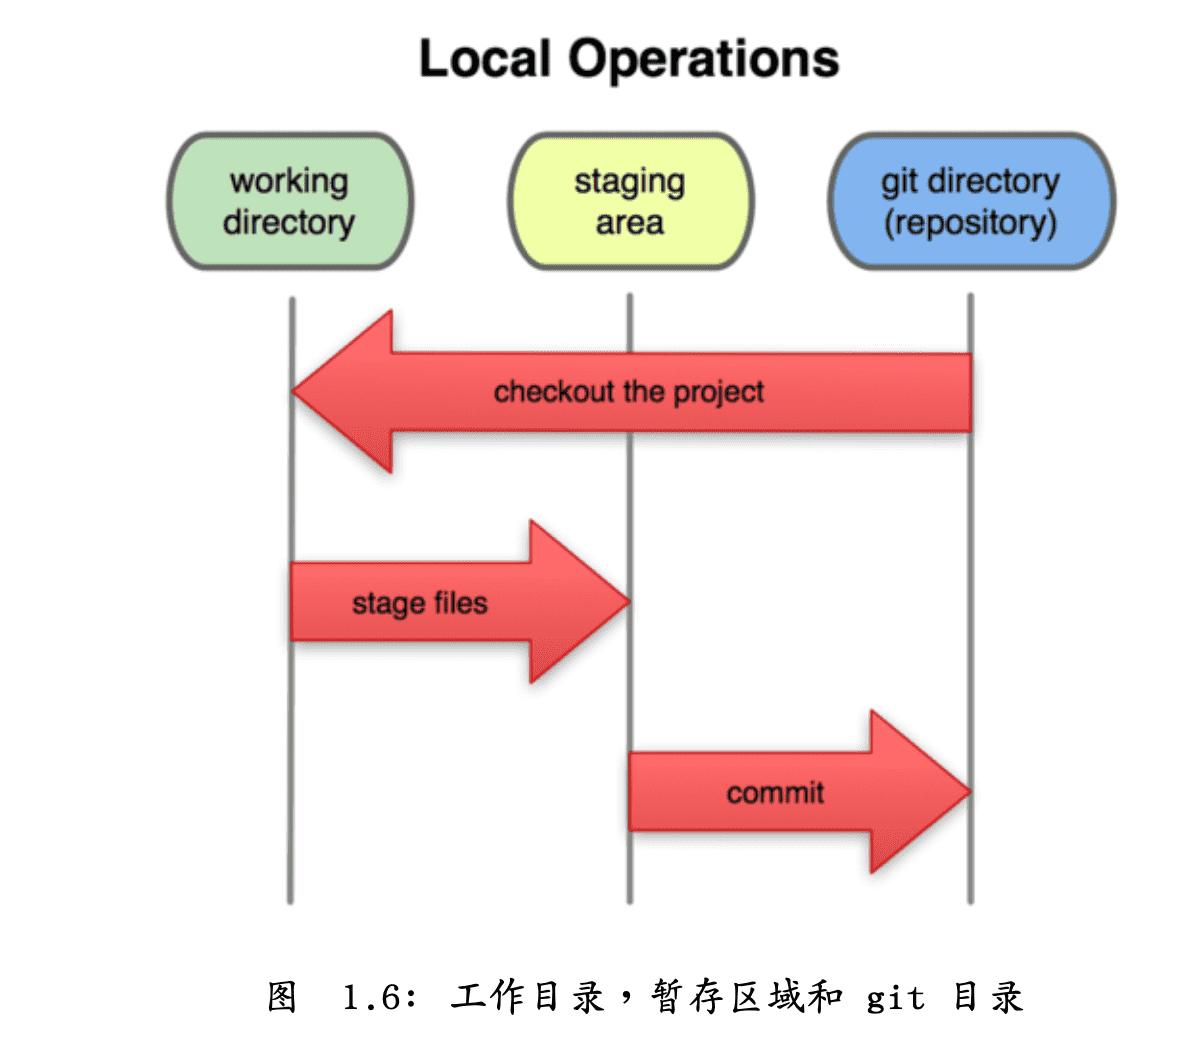 Local Operations
working
directory
staging
area
git directory
(repository)
checkout the project
stage files
commit
图 1.6: 工作目录，暂存区域和 git 目录